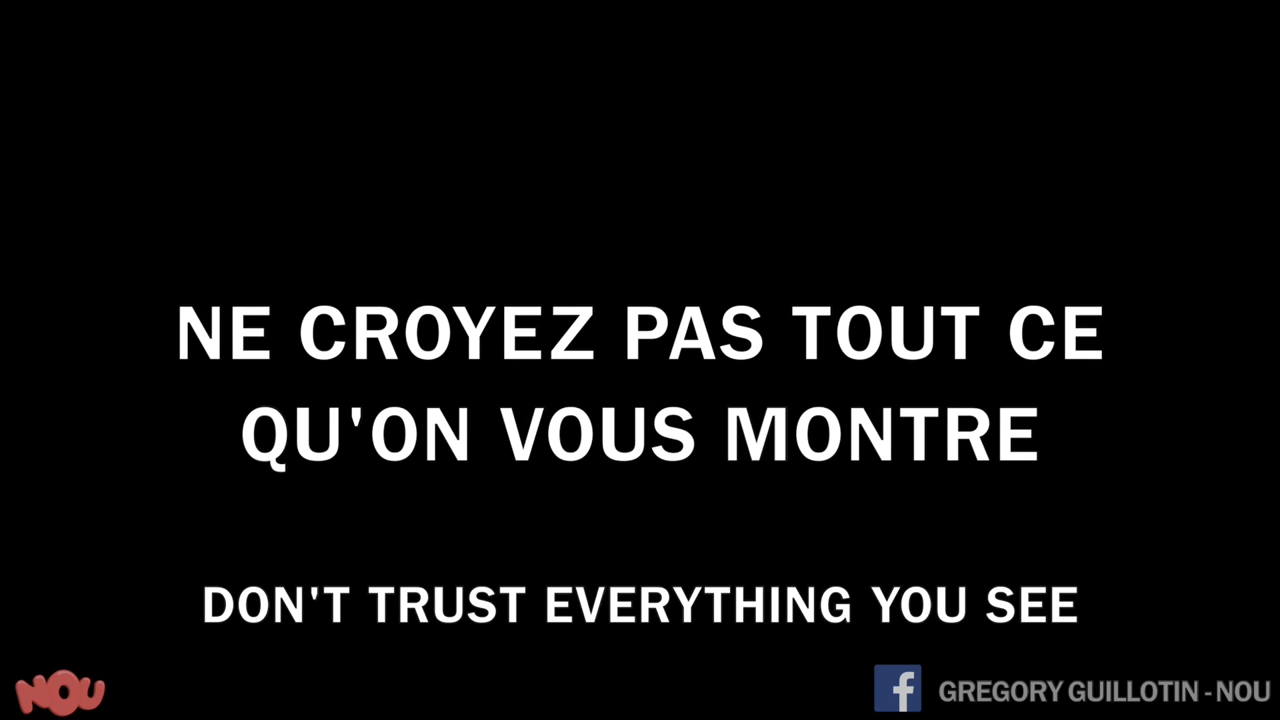 NE CROYEZ PAS TOUT CE
QU'ON VOUS MONTRE
DON'T TRUST EVERYTHING YOU SEE
NOU
f GREGORY GUILLOTIN - NOU